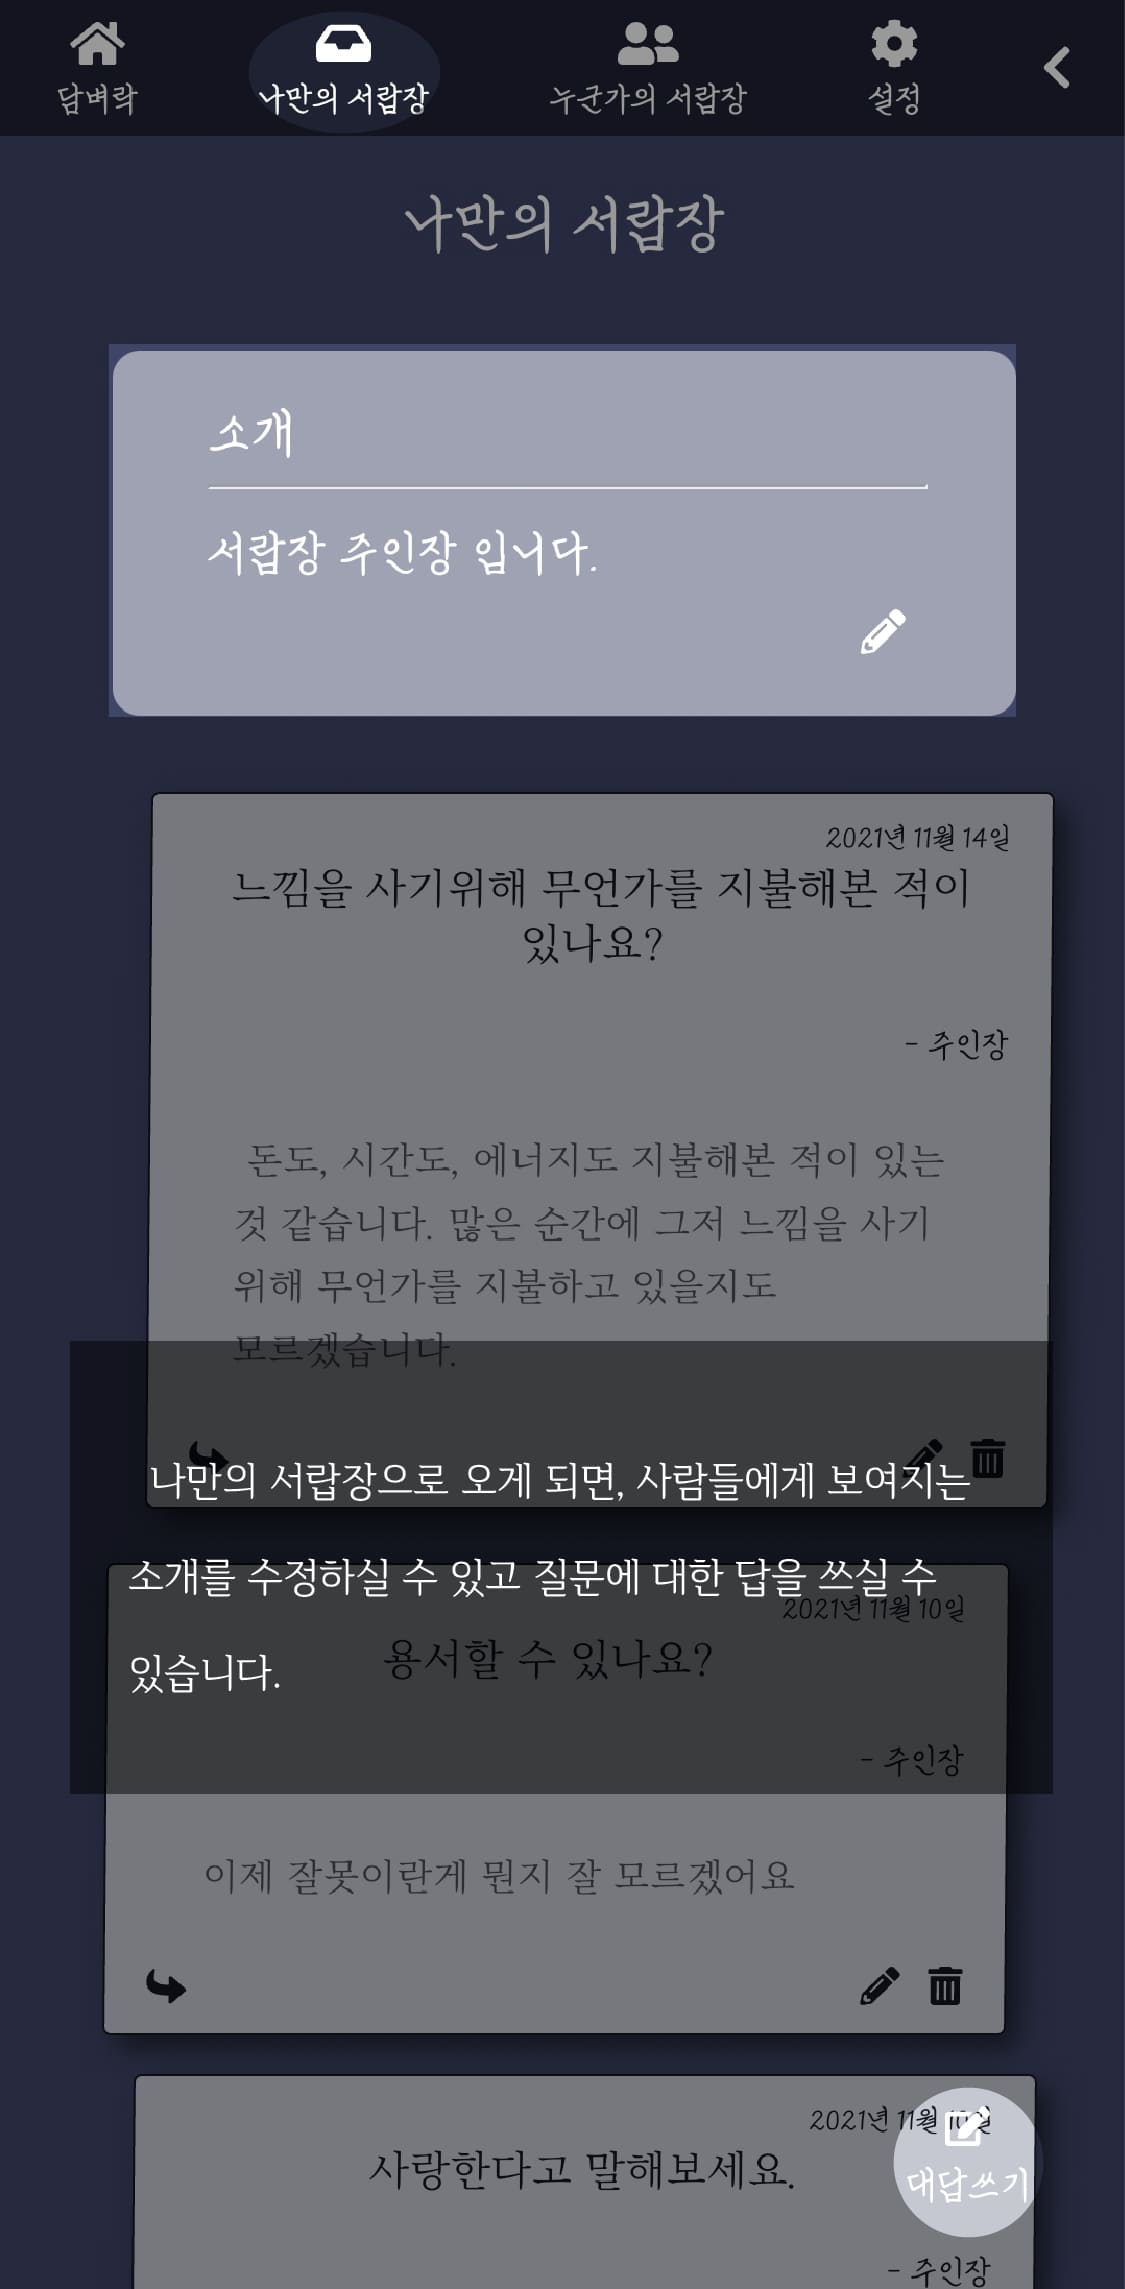 담벼락
나만의 서랍장
누군가의 서랍장
설정
나만의 서랍장
소개
서랍장 주인장 입니다.
2021년 11월 14일
느낌을 사기위해 무언가를 지불해본 적이
있나요?
- 주인장
돈도, 시간도, 에너지도 지불해본 적이 있는
것 같습니다. 많은 순간에 그저 느낌을 사기
위해 무언가를 지불하고 있을지도
모르겠습니다.
나만의 서랍장으로 오게 되면, 사람들에게 보여지는
소개를 수정하실 수 있고 질문에 대한 답을 쓰실 수
있습니다.
2021년 11월 10일
용서할 수 있나요?
- 주인장
이제 잘못이란게 뭔지 잘 모르겠어요
2021년 11월 10일
사랑한다고 말해보세요.
대답쓰기
- 주인장